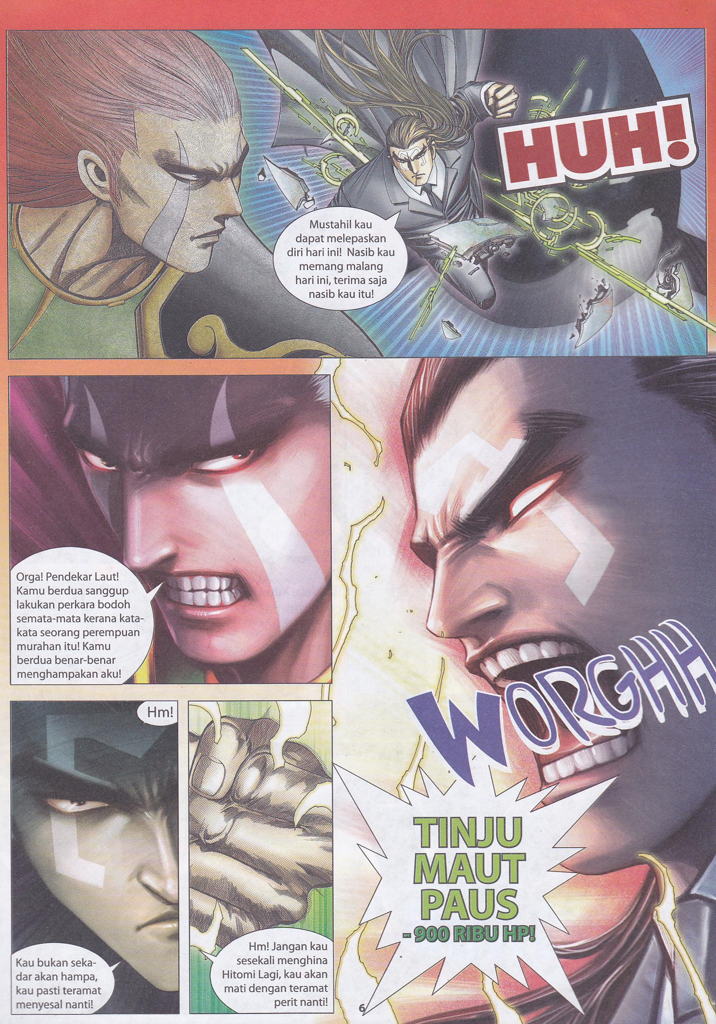 HUH!
Mustahil kau
dapat melepaskan
diri hari ini! Nasib kau
memang malang
hari ini, terima saja
nasib kau itu!
Orga! Pendekar Laut!
Kamu berdua sanggup
lakukan perkara bodoh
semata-mata kerana kata-
kata seorang perempuan
murahan itu! Kamu
berdua benar-benar
menghampakan aku!
WORGHHH
Hm!
Kau bukan seka-
dar akan hampa,
kau pasti teramat
menyesal nanti!
Hm! Jangan kau
sesekali menghina
Hitomi Lagi, kau akan
mati dengan teramat
perit nanti!
TINJU
MAUT
PAUS
- 900 RIBU HP!
6